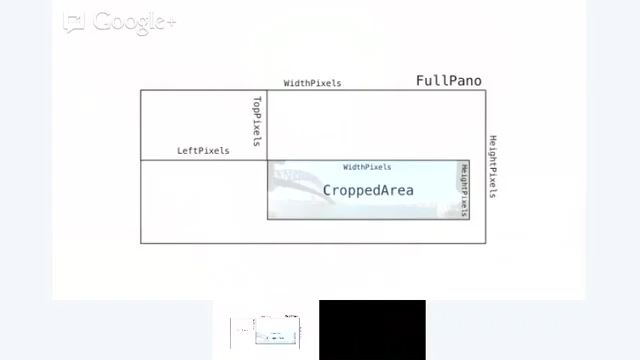 Google+
FullPano
WidthPixels
TopPixels
LeftPixels
HeightPixels
WidthPixels
CroppedArea
HeightPixels